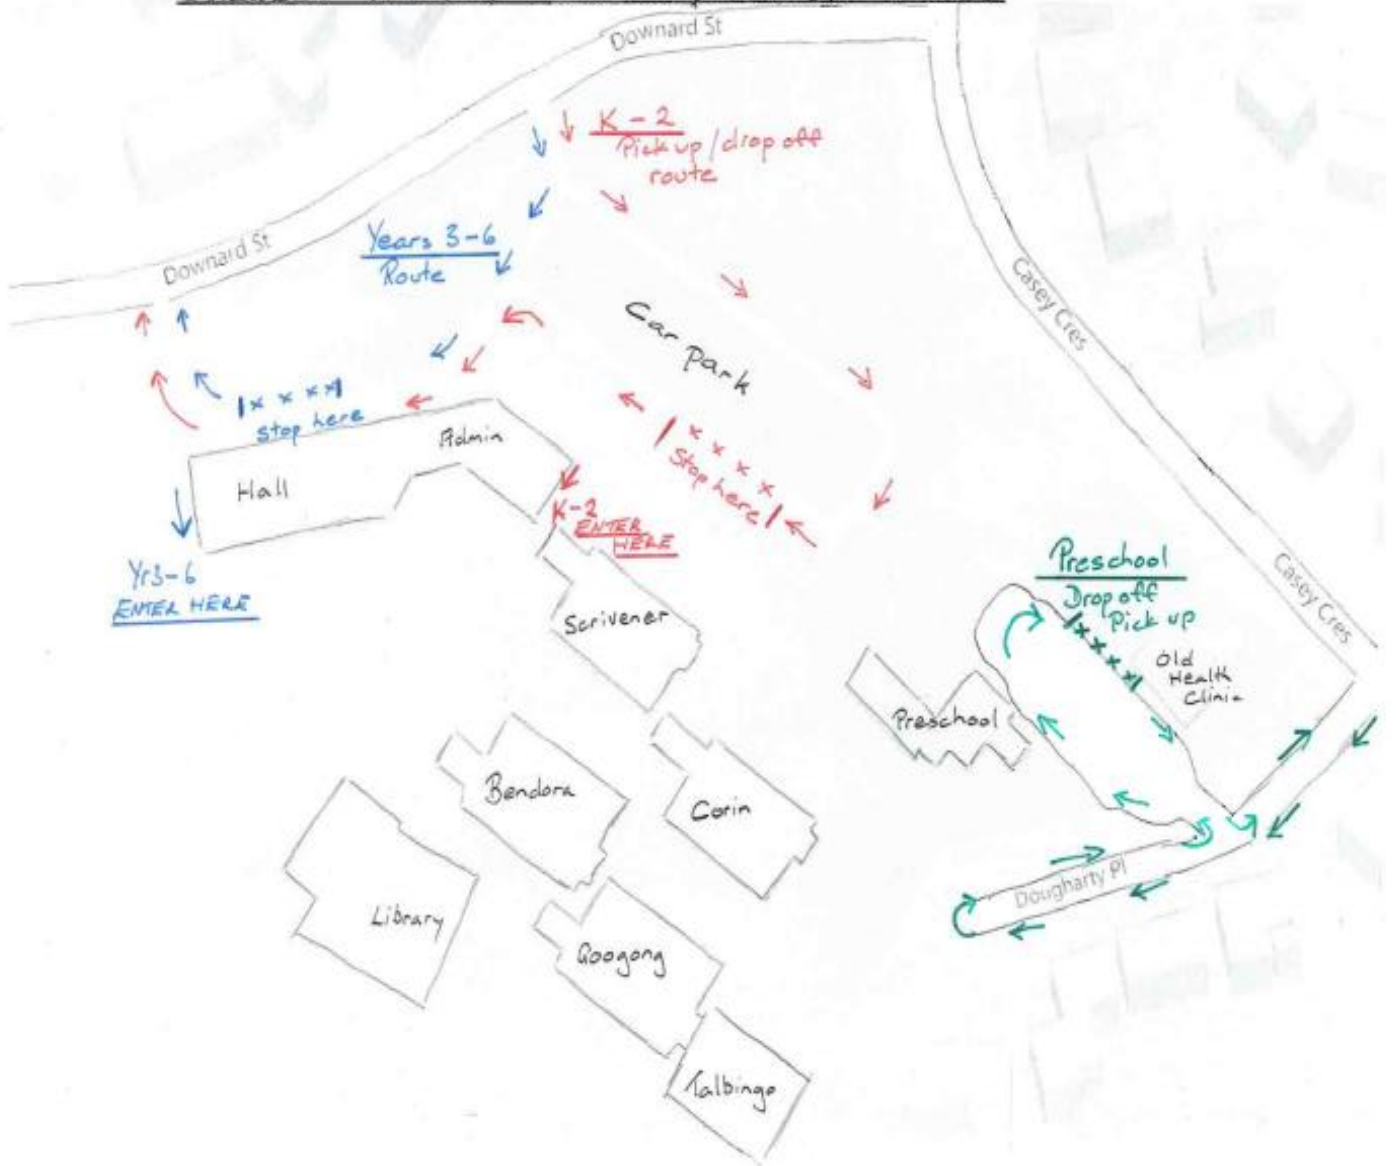 Downard St
K - 2
Pick up / drop off
route
Years 3-6
Route
Downard St
Casey Cres
Car Park
x x x x
Stop here
Admin
x x x x
Stop here
Hall
K-2
ENTER
HERE
Yr3-6
ENTER HERE
Preschool
Drop off
Pick up
x x x x
Casey Cres
Old
Health
Clinic
Scrivener
Preschool
Bendora
Corin
Library
Dougharty Pl
Googong
Talbingo